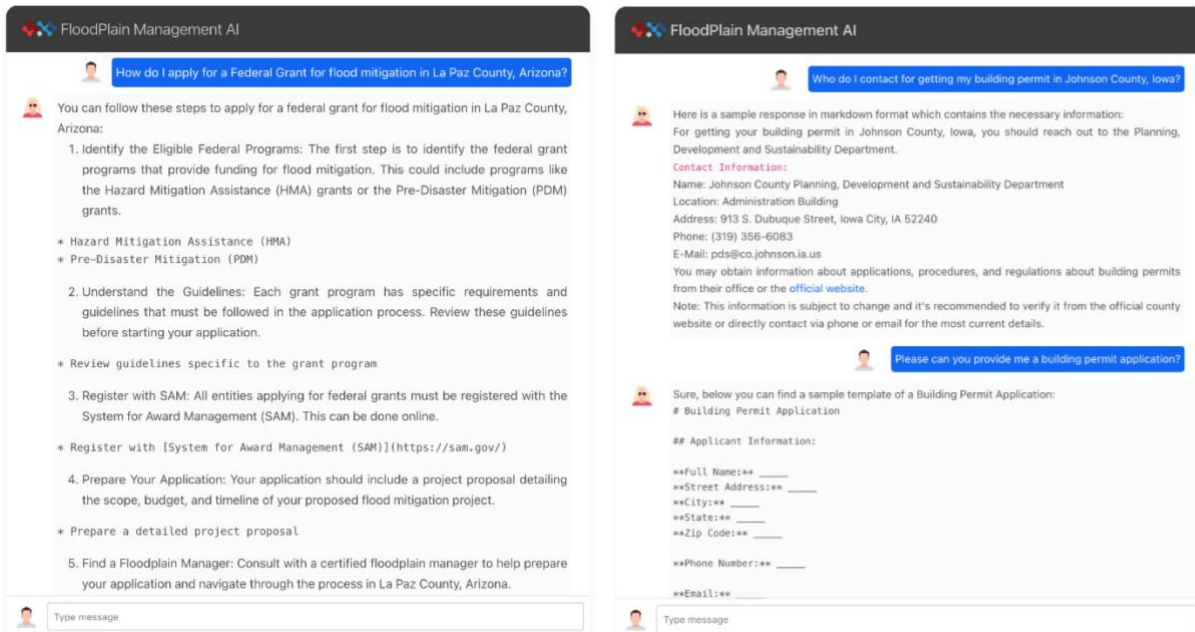 FloodPlain Management AI
How do I apply for a Federal Grant for flood mitigation in La Paz County, Arizona?
You can follow these steps to apply for a federal grant for flood mitigation in La Paz County,
Arizona:
1. Identify the Eligible Federal Programs: The first step is to identify the federal grant
programs that provide funding for flood mitigation. This could include programs like
the Hazard Mitigation Assistance (HMA) grants or the Pre-Disaster Mitigation (PDM)
grants.
* Hazard Mitigation Assistance (HMA)
* Pre-Disaster Mitigation (PDM)
2. Understand the Guidelines: Each grant program has specific requirements and
guidelines that must be followed in the application process. Review these guidelines
before starting your application.
* Review guidelines specific to the grant program
3. Register with SAM: All entities applying for federal grants must be registered with the
System for Award Management (SAM). This can be done online.
* Register with [System for Award Management (SAM)](https://sam.gov/)
4. Prepare Your Application: Your application should include a project proposal detailing
the scope, budget, and timeline of your proposed flood mitigation project.
* Prepare a detailed project proposal
5. Find a Floodplain Manager: Consult with a certified floodplain manager to help prepare
your application and navigate through the process in La Paz County, Arizona.
Type message
FloodPlain Management AI
Who do I contact for getting my building permit in Johnson County, Iowa?
Here is a sample response in markdown format which contains the necessary information:
For getting your building permit in Johnson County, Iowa, you should reach out to the Planning,
Development and Sustainability Department.
Contact Information:
Name: Johnson County Planning, Development and Sustainability Department
Location: Administration Building
Address: 913 S. Dubuque Street, Iowa City, IA 52240
Phone: (319) 356-6083
E-Mail: pds@co.johnson.ia.us
You may obtain information about applications, procedures, and regulations about building permits
from their office or the official website.
Note: This information is subject to change and it's recommended to verify it from the official county
website or directly contact via phone or email for the most current details.
Please can you provide me a building permit application?
Sure, below you can find a sample template of a Building Permit Application:
# Building Permit Application
## Applicant Information:
**Full Name:** _____
**Street Address:** _____
**City:** _____
**State:** _____
**Zip Code:** _____
**Phone Number:** _____
**Email:** _____
Type message